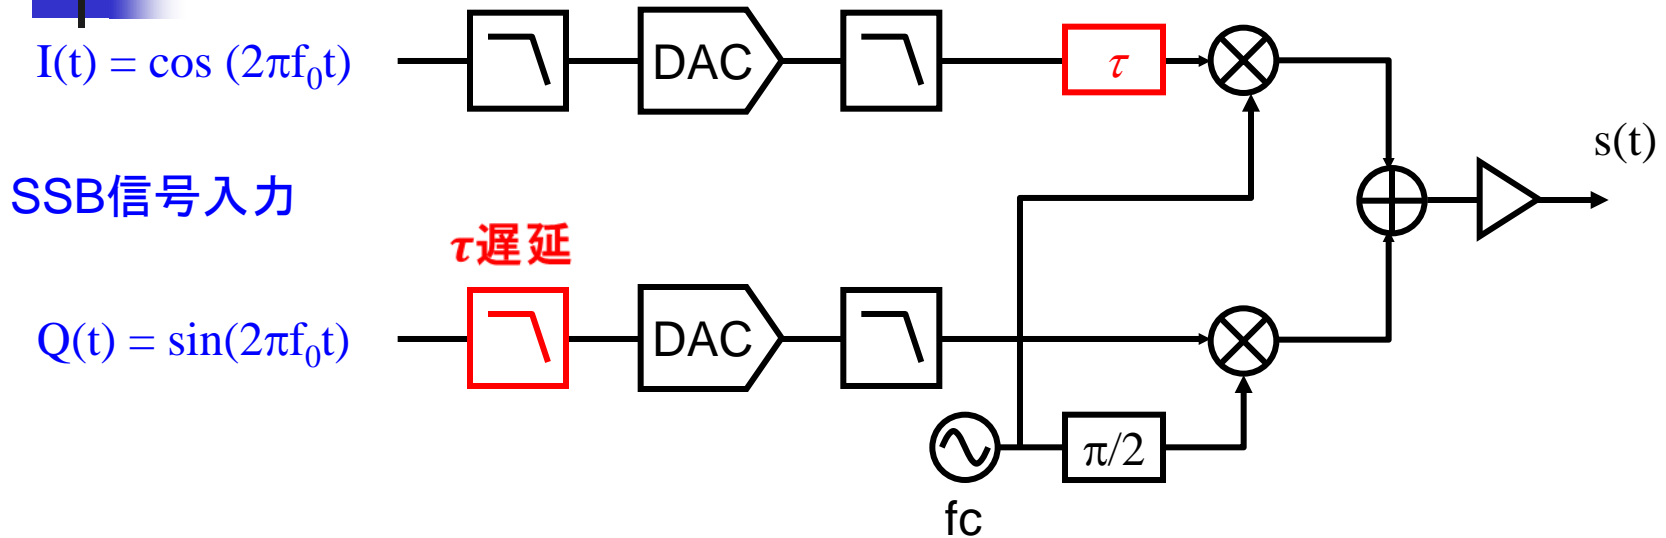 I(t) = cos (2πf₀t)
DAC
τ
s(t)
SSB信号入力
τ遅延
Q(t) = sin(2πf₀t)
DAC
π/2
fc